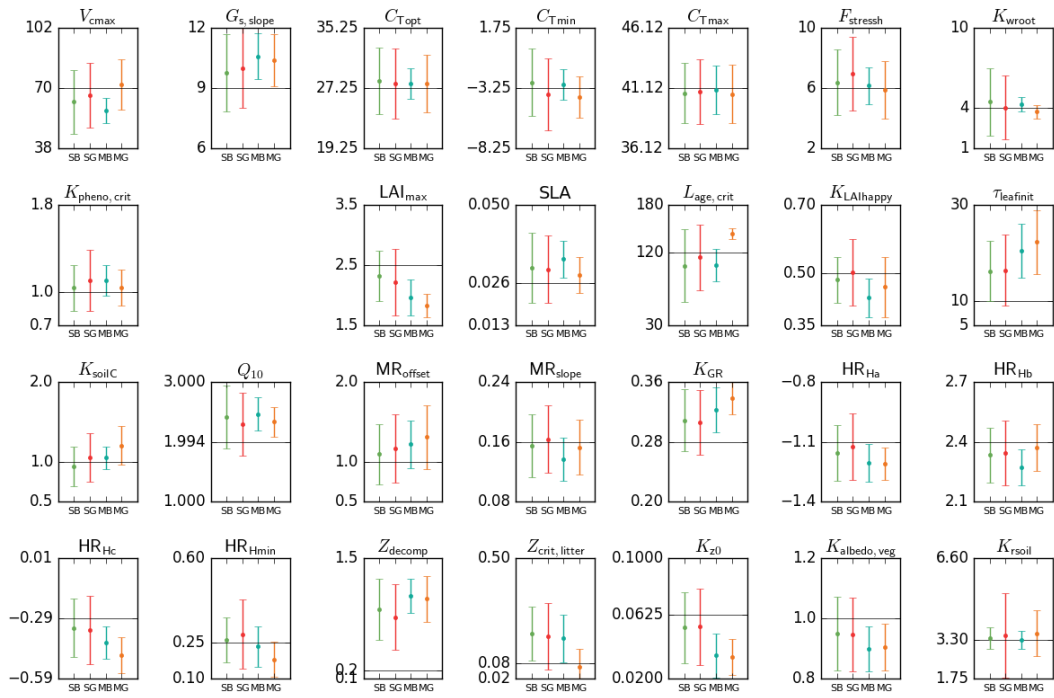 V_cmax
102
70
38
SB SG MB MG
G_s, slope
12
9
6
SB SG MB MG
C_Topt
35.25
27.25
19.25
SB SG MB MG
C_Tmin
1.75
−3.25
−8.25
SB SG MB MG
C_Tmax
46.12
41.12
36.12
SB SG MB MG
F_stressh
10
6
2
SB SG MB MG
K_wroot
10
4
1
SB SG MB MG
K_pheno, crit
1.8
1.0
0.7
SB SG MB MG
LAI_max
3.5
2.5
1.5
SB SG MB MG
SLA
0.050
0.026
0.013
SB SG MB MG
L_age, crit
180
120
30
SB SG MB MG
K_LAIhappy
0.70
0.50
0.35
SB SG MB MG
τ_leafinit
30
10
5
SB SG MB MG
K_soilC
2.0
1.0
0.5
SB SG MB MG
Q_10
3.000
1.994
1.000
SB SG MB MG
MR_offset
2.0
1.0
0.5
SB SG MB MG
MR_slope
0.24
0.16
0.08
SB SG MB MG
K_GR
0.36
0.28
0.20
SB SG MB MG
HR_Ha
−0.8
−1.1
−1.4
SB SG MB MG
HR_Hb
2.7
2.4
2.1
SB SG MB MG
HR_Hc
0.01
−0.29
−0.59
SB SG MB MG
HR_Hmin
0.60
0.25
0.10
SB SG MB MG
Z_decomp
1.5
0.2
0.1
SB SG MB MG
Z_crit, litter
0.50
0.08
0.02
SB SG MB MG
K_z0
0.1000
0.0625
0.0200
SB SG MB MG
K_albedo, veg
1.2
1.0
0.8
SB SG MB MG
K_rsoil
6.60
3.30
1.75
SB SG MB MG